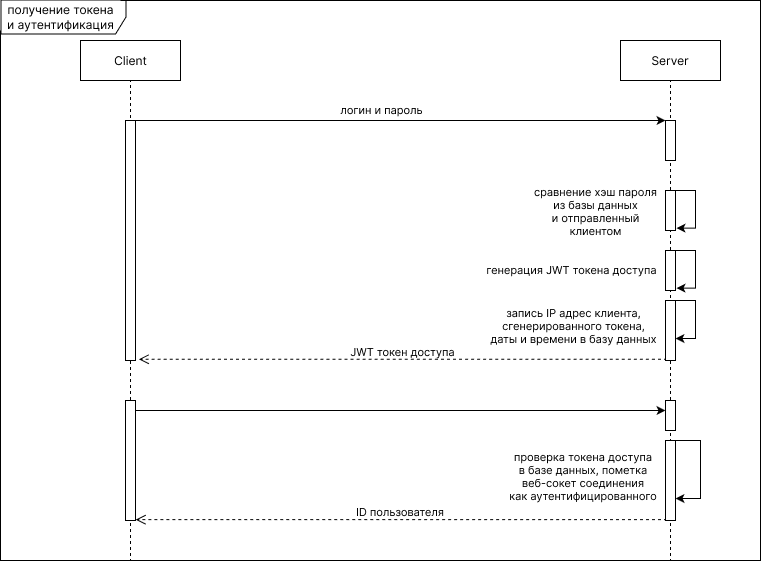 получение токена
и аутентификация
Client
Server
логин и пароль
сравнение хэш пароля
из базы данных
и отправленный
клиентом
генерация JWT токена доступа
запись IP адрес клиента,
сгенерированного токена,
даты и времени в базу данных
JWT токен доступа
проверка токена доступа
в базе данных, пометка
веб-сокет соединения
как аутентифицированного
ID пользователя